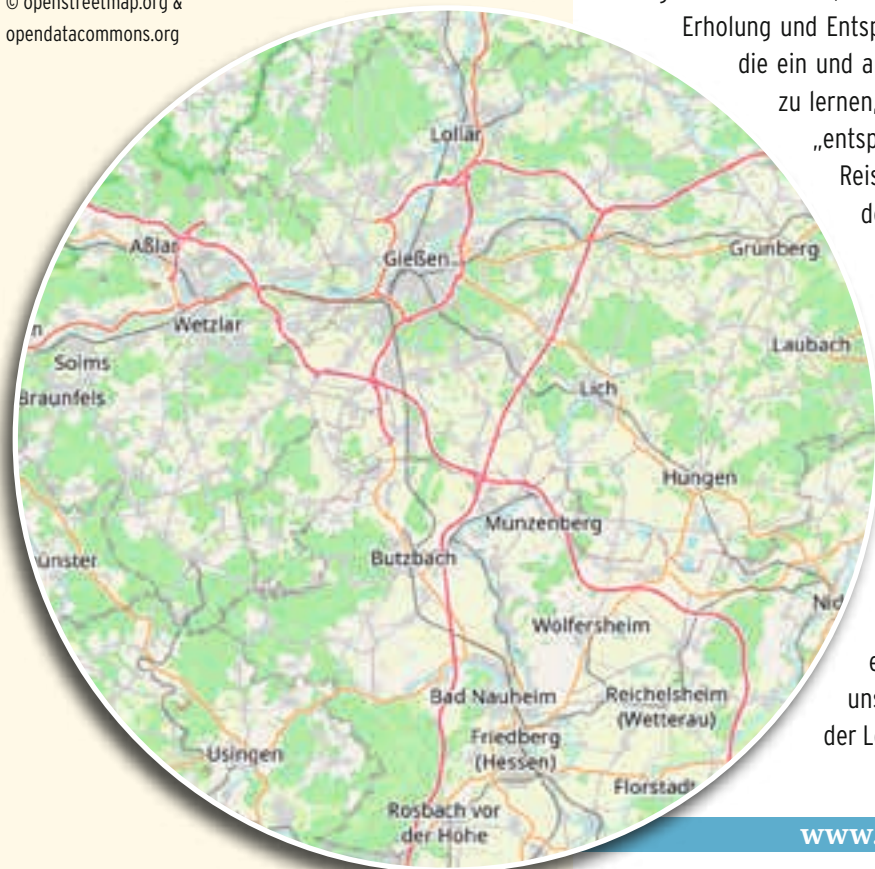 © openstreetmap.org &
opendatacommons.org
Erholung und Entsp
die ein und a
zu lernen,
„entsp
Reis
de
Lollar
Aßlar
Gießen
Grünberg
Wetzlar
Laubach
Solms
Braunfels
Lich
Hungen
Münzenberg
Butzbach
ünster
Nid
Wölfersheim
e
uns
Bad Nauheim
Reichelsheim
(Wetterau)
der Le
Friedberg
(Hessen)
Usingen
Florstadt
Rosbach vor
der Höhe
www.